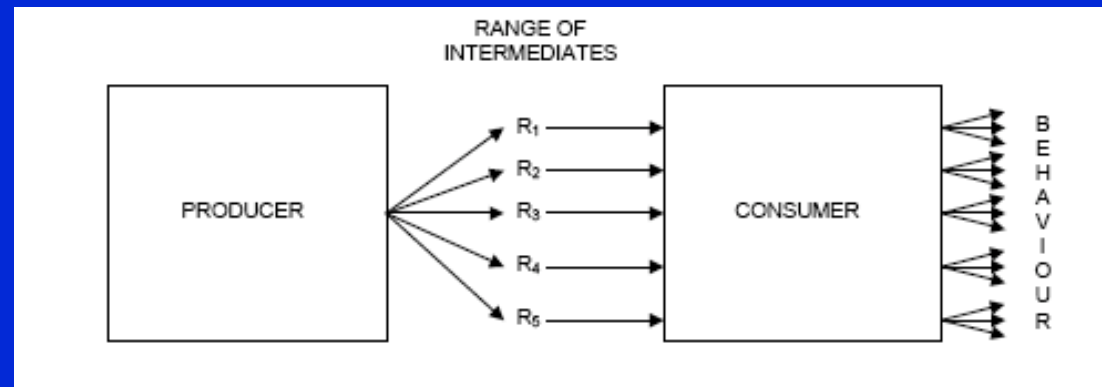 RANGE OF
INTERMEDIATES
PRODUCER
R₁
R₂
R₃
R₄
R₅
CONSUMER
B
E
H
A
V
I
O
U
R